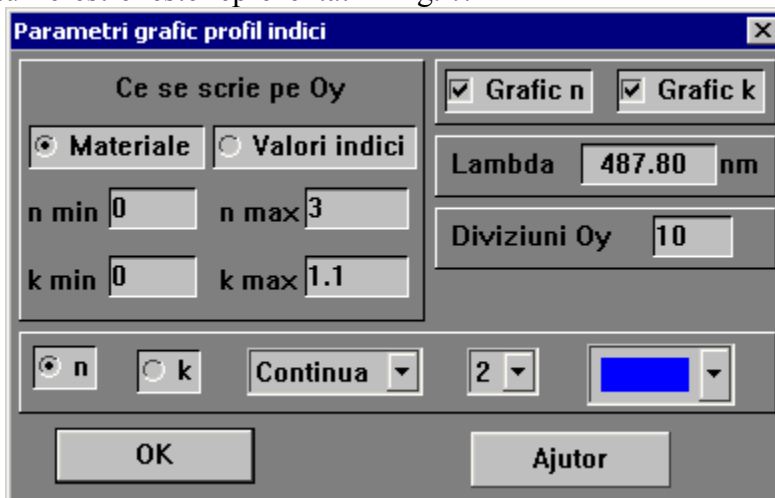 Parametri grafic profil indici
Ce se scrie pe Oy
Materiale Valori indici
n min 0 n max 3
k min 0 k max 1.1
Grafic n Grafic k
Lambda 487.80 nm
Diviziuni Oy 10
n k Continua 2
OK Ajutor